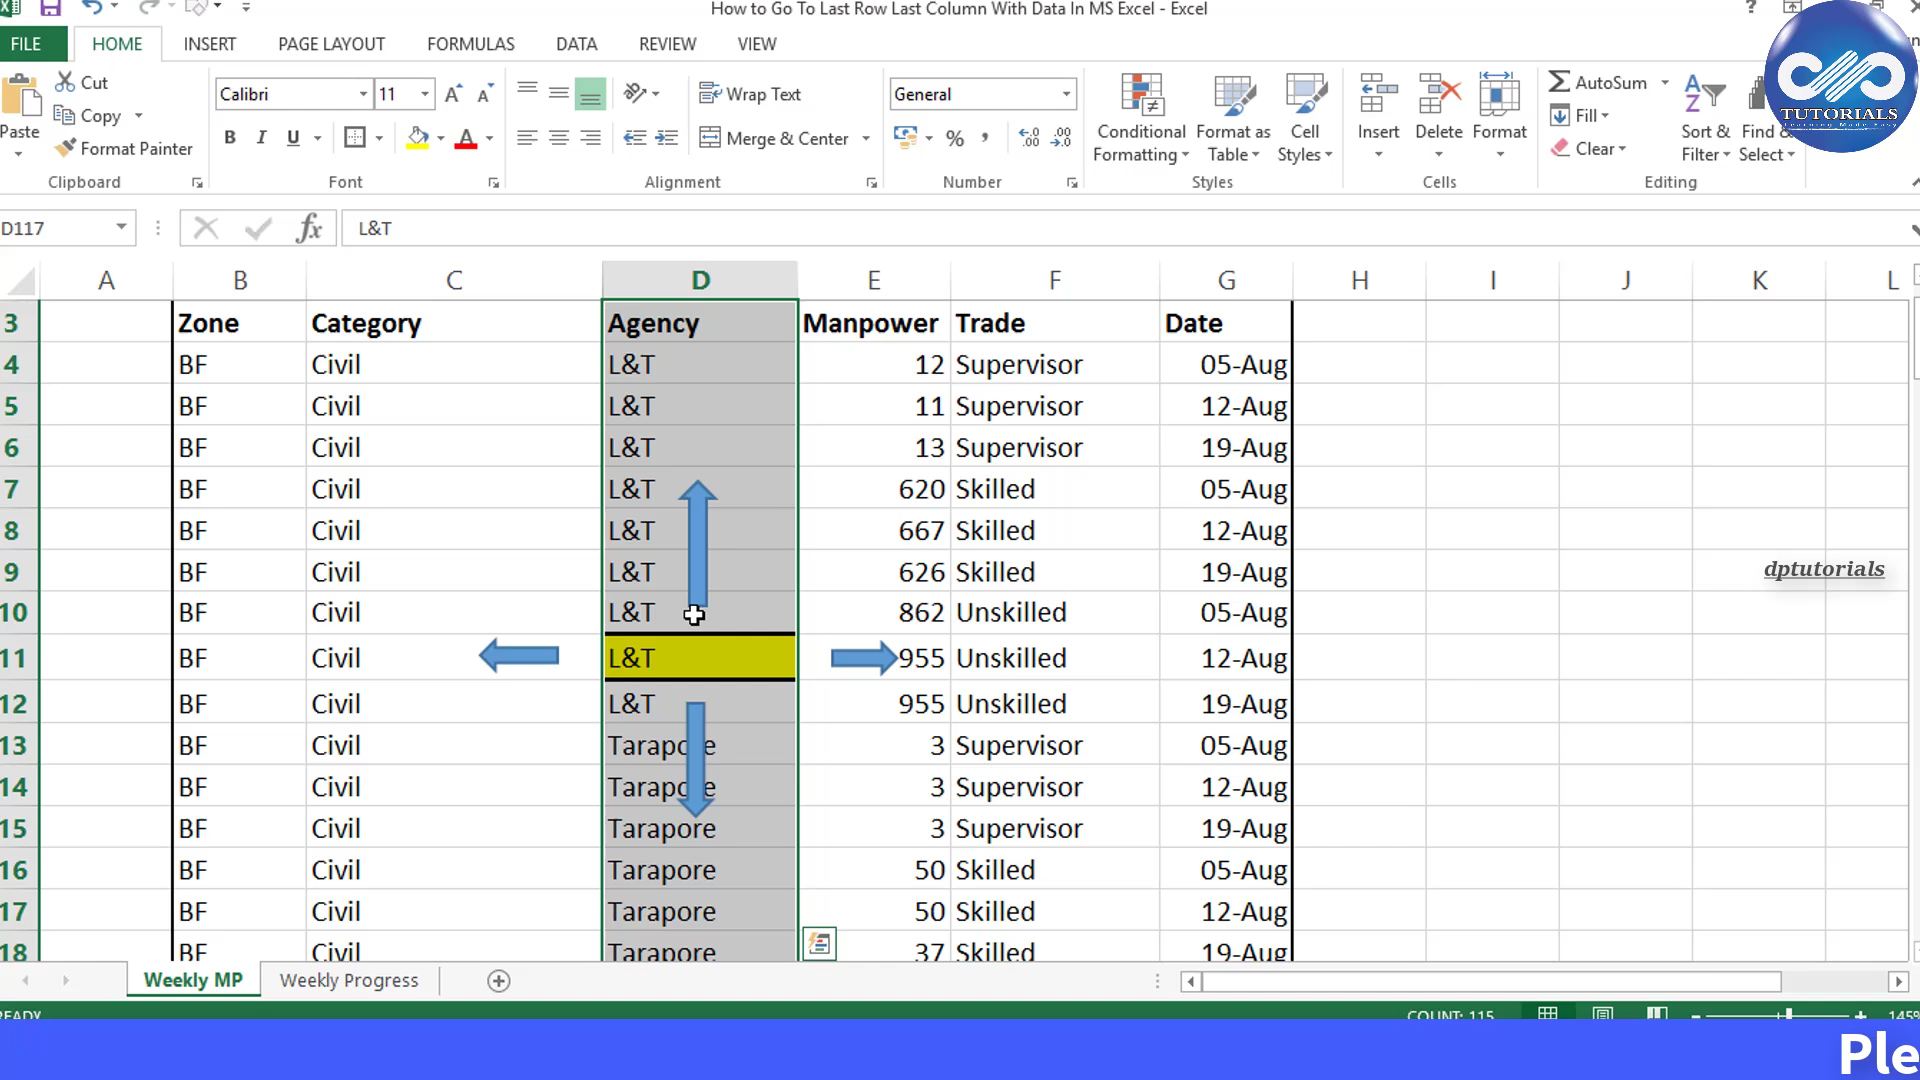 How to Go To Last Row Last Column With Data In MS Excel - Excel
FILE HOME INSERT PAGE LAYOUT FORMULAS DATA REVIEW VIEW
Cut
Copy
Format Painter
Paste
Clipboard
Calibri 11
B I U
Font
Wrap Text
Merge & Center
Alignment
General
%
Number
Conditional Formatting
Format as Table
Cell Styles
Styles
Insert Delete Format
Cells
AutoSum
Fill
Clear
Sort & Filter
Find & Select
Editing
TUTORIALS
Learning Made Easy
D117 fx L&T
A B C D E F G H I J K L
3 Zone Category Agency Manpower Trade Date
4 BF Civil L&T 12 Supervisor 05-Aug
5 BF Civil L&T 11 Supervisor 12-Aug
6 BF Civil L&T 13 Supervisor 19-Aug
7 BF Civil L&T 620 Skilled 05-Aug
8 BF Civil L&T 667 Skilled 12-Aug
9 BF Civil L&T 626 Skilled 19-Aug
dptutorials
10 BF Civil L&T 862 Unskilled 05-Aug
11 BF Civil L&T 955 Unskilled 12-Aug
12 BF Civil L&T 955 Unskilled 19-Aug
13 BF Civil Tarapore 3 Supervisor 05-Aug
14 BF Civil Tarapore 3 Supervisor 12-Aug
15 BF Civil Tarapore 3 Supervisor 19-Aug
16 BF Civil Tarapore 50 Skilled 05-Aug
17 BF Civil Tarapore 50 Skilled 12-Aug
18 BF Civil Tarapore 37 Skilled 19-Aug
Weekly MP Weekly Progress
READY COUNT: 115 145%
Ple